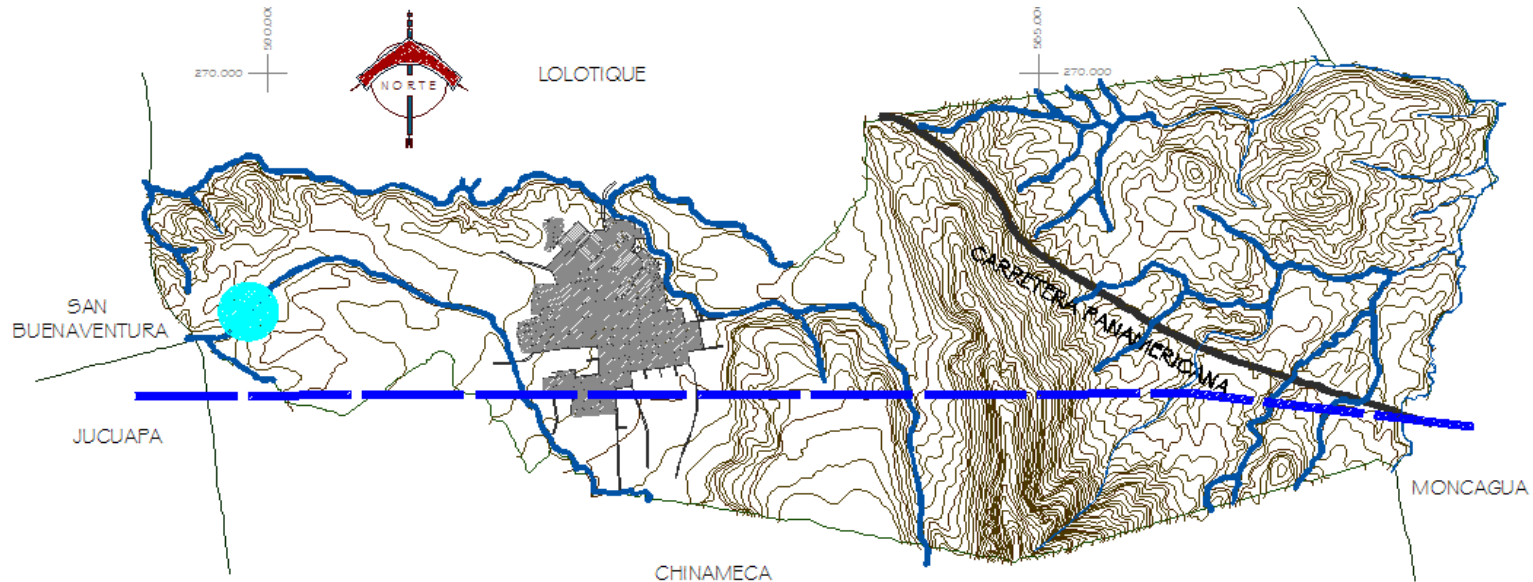 270.000
NORTE
LOLOTIQUE
270.000
SAN
BUENAVENTURA
CARRETERA PANAMERICANA
JUCUAPA
MONCAGUA
CHINAMECA